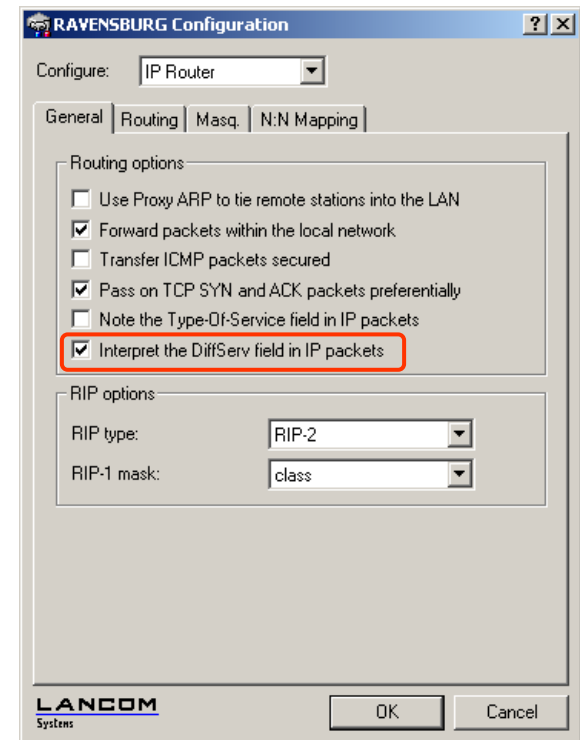 RAVENSBURG Configuration
Configure: IP Router
General Routing Masq. N:N Mapping
Routing options
Use Proxy ARP to tie remote stations into the LAN
Forward packets within the local network
Transfer ICMP packets secured
Pass on TCP SYN and ACK packets preferentially
Note the Type-Of-Service field in IP packets
Interpret the DiffServ field in IP packets
RIP options
RIP type: RIP-2
RIP-1 mask: class
LANCOM
Systems
OK Cancel